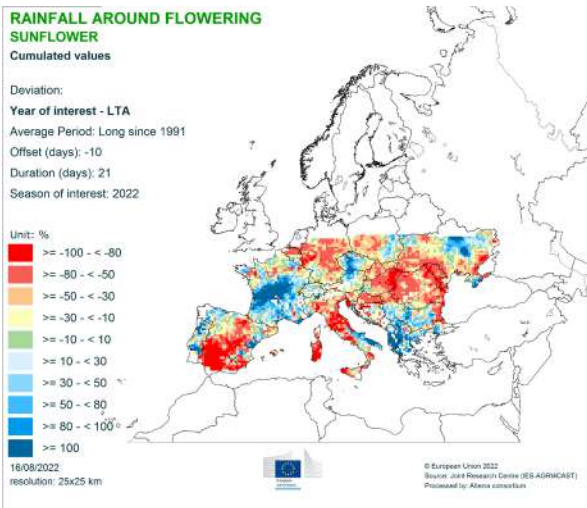 RAINFALL AROUND FLOWERING
SUNFLOWER
Cumulated values
Deviation:
Year of interest - LTA
Average Period: Long since 1991
Offset (days): -10
Duration (days): 21
Season of interest: 2022
Unit: %
>= -100 - < -80
>= -80 - < -50
>= -50 - < -30
>= -30 - < -10
>= -10 - < 10
>= 10 - < 30
>= 30 - < 50
>= 50 - < 80
>= 80 - < 100
>= 100
16/08/2022
resolution: 25x25 km
© European Union 2022
Source: Joint Research Centre (IES-AGRI4CAST)
Processed by: Alterra consortium